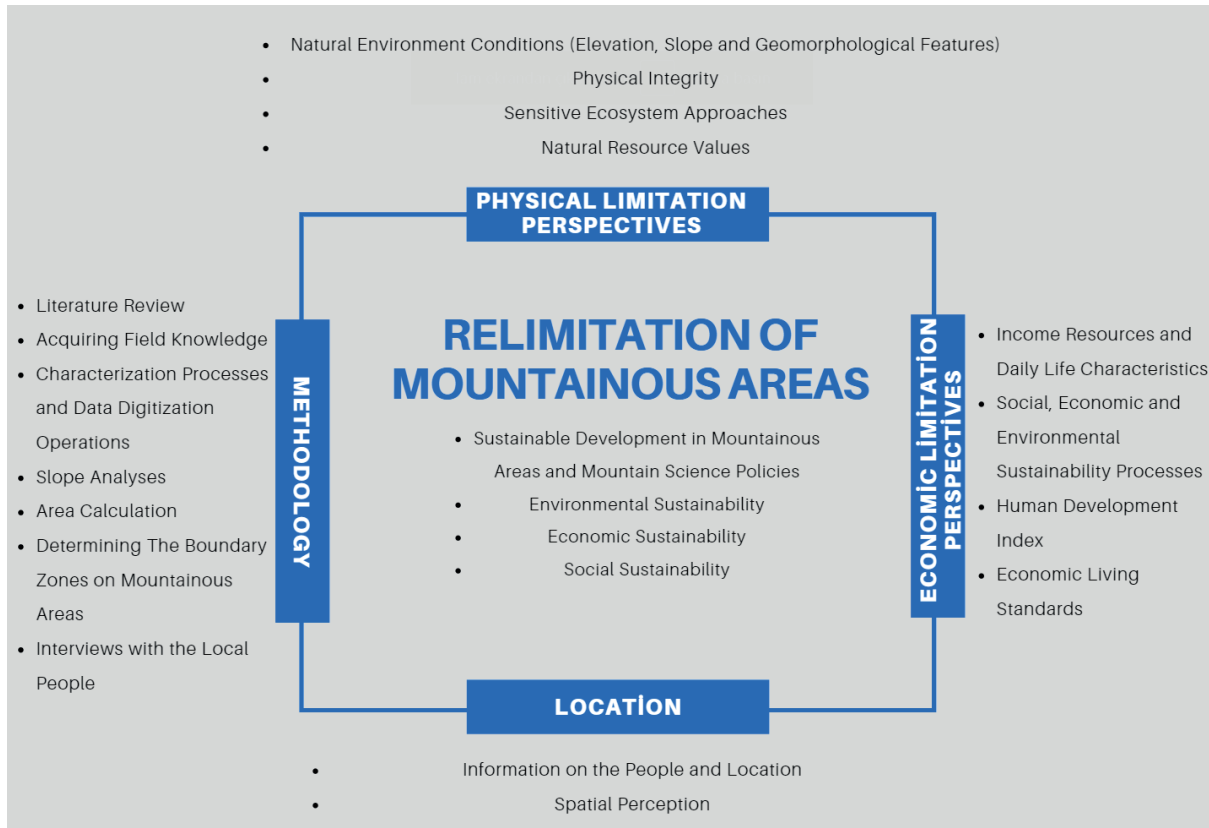 • Natural Environment Conditions (Elevation, Slope and Geomorphological Features)
• Physical Integrity
• Sensitive Ecosystem Approaches
• Natural Resource Values
PHYSICAL LIMITATION
PERSPECTIVES
• Literature Review
• Acquiring Field Knowledge
• Characterization Processes
and Data Digitization
Operations
• Slope Analyses
• Area Calculation
• Determining The Boundary
Zones on Mountainous
Areas
• Interviews with the Local
People
METHODOLOGY
RELIMITATION OF
MOUNTAINOUS AREAS
• Sustainable Development in Mountainous
Areas and Mountain Science Policies
• Environmental Sustainability
• Economic Sustainability
• Social Sustainability
ECONOMİC LİMİTATİON
PERSPECTİVES
• Income Resources and
Daily Life Characteristics
• Social, Economic and
Environmental
Sustainability Processes
• Human Development
Index
• Economic Living
Standards
LOCATİON
• Information on the People and Location
• Spatial Perception